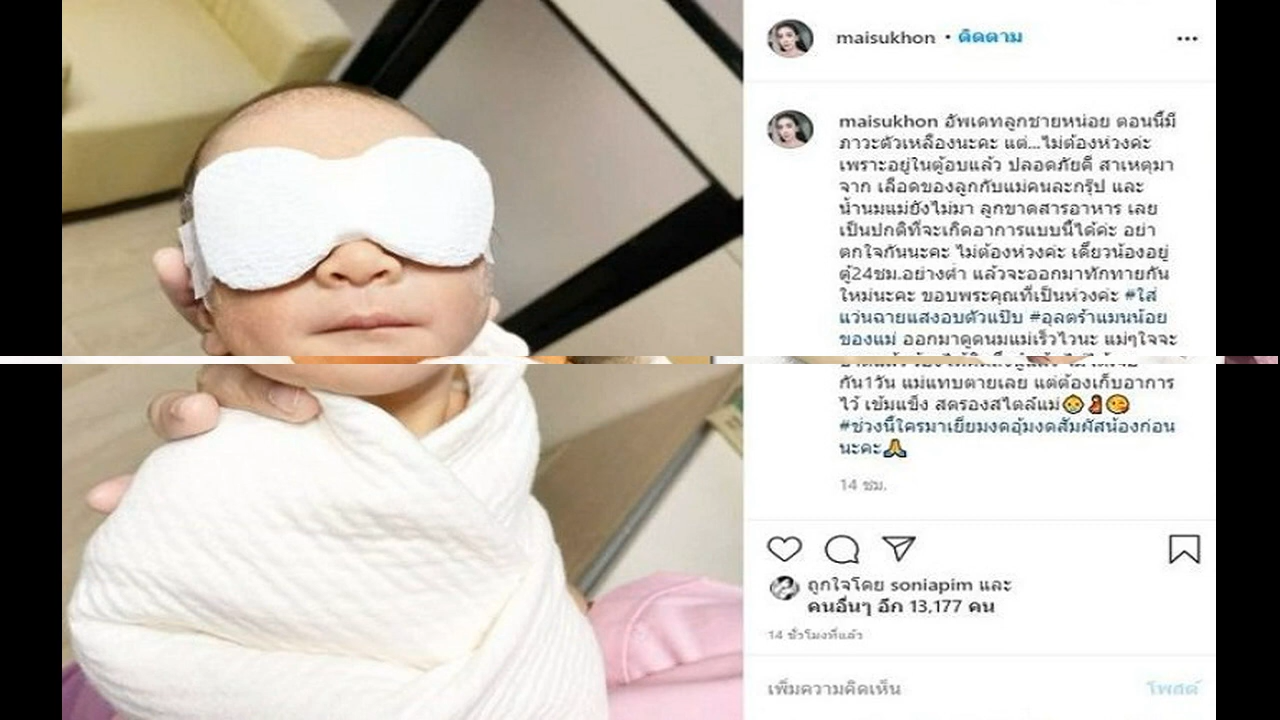 maisukhon • ติดตาม
maisukhon อัพเดทลูกชายหน่อย ตอนนี้มี
ภาวะตัวเหลืองนะคะ แต่...ไม่ต้องห่วงค่ะ
เพราะอยู่ในตู้อบแล้ว ปลอดภัยดี สาเหตุมา
จาก เลือดของลูกกับแม่คนละกรุ๊ป และ
น้ำนมแม่ยังไม่มา ลูกขาดสารอาหาร เลย
เป็นปกติที่จะเกิดอาการแบบนี้ได้ค่ะ อย่า
ตกใจกันนะคะ ไม่ต้องห่วงค่ะ เดี๋ยวน้องอยู่
ตู้24ชม.อย่างต่ำ แล้วจะออกมาทักทายกัน
ใหม่นะคะ ขอบพระคุณที่เป็นห่วงค่ะ #ใส่
แว่นฉายแสงอบตัวแป๊บ #อุลตร้าแมนน้อย
ของแม่ ออกมาดูดนมแม่เร็วไวนะ แม่ๆใจจะ
กัน1วัน แม่แทบตายเลย แต่ต้องเก็บอาการ
ไว้ เข้มแข็ง สตรองสไตล์แม่👶🤰😘
#ช่วงนี้ใครมาเยี่ยมงดอุ้มงดสัมผัสน้องก่อน
นะคะ🙏
14 ชม.
ถูกใจโดย soniapim และ
คนอื่นๆ อีก 13,177 คน
14 ชั่วโมงที่แล้ว
เพิ่มความคิดเห็น
โพสต์